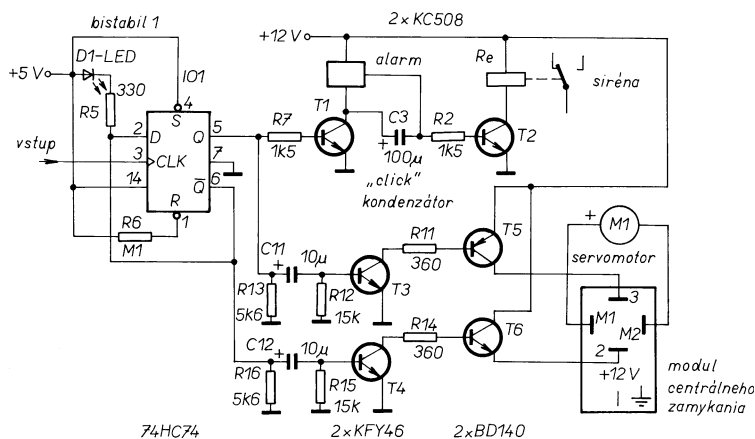 bistabil 1
2×KC508
+12 V
D1-LED
+5 V
330
R5
IO1
4
S
2
D
Q
5
vstup
3
CLK
7
14
Q̅
6
R
1
R6
M1
R7
1k5
T1
alarm
C3
+
100μ
„click"
kondenzátor
R2
1k5
Re
siréna
T2
C11
+
10μ
R13
5k6
R12
15k
T3
R11
360
T5
C12
+
10μ
R16
5k6
R15
15k
T4
R14
360
T6
+
M1
servomotor
3
M1
M2
2
+12 V
1
modul
centrálneho
zamykania
74HC74
2×KFY46
2×BD140